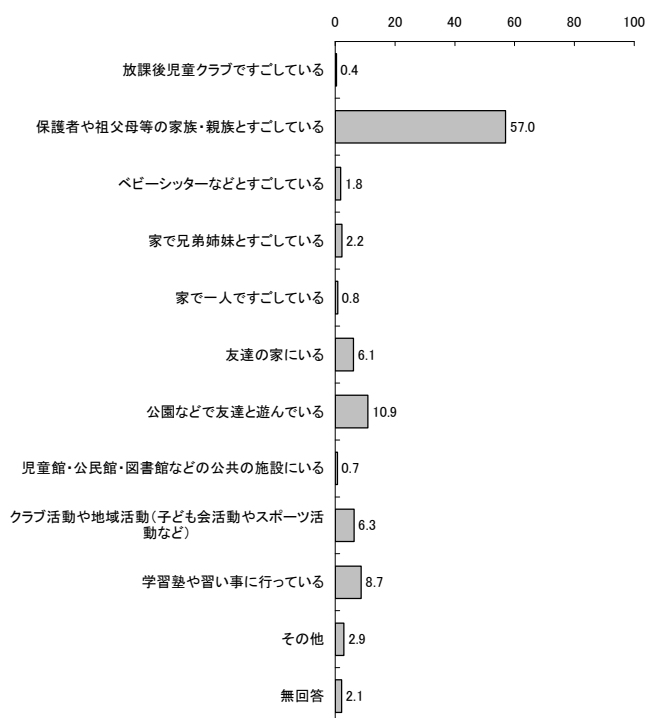 0 20 40 60 80 100
放課後児童クラブですごしている 0.4
保護者や祖父母等の家族・親族とすごしている 57.0
ベビーシッターなどとすごしている 1.8
家で兄弟姉妹とすごしている 2.2
家で一人ですごしている 0.8
友達の家にいる 6.1
公園などで友達と遊んでいる 10.9
児童館・公民館・図書館などの公共の施設にいる 0.7
クラブ活動や地域活動(子ども会活動やスポーツ活
動など) 6.3
学習塾や習い事に行っている 8.7
その他 2.9
無回答 2.1